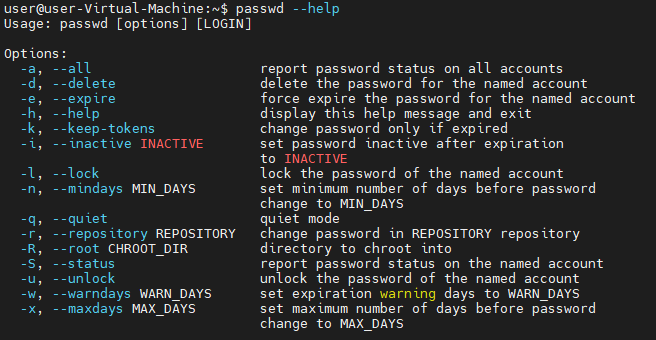 user@user-Virtual-Machine:~$ passwd --help
Usage: passwd [options] [LOGIN]

Options:
  -a, --all                     report password status on all accounts
  -d, --delete                  delete the password for the named account
  -e, --expire                  force expire the password for the named account
  -h, --help                    display this help message and exit
  -k, --keep-tokens             change password only if expired
  -i, --inactive INACTIVE       set password inactive after expiration
                                to INACTIVE
  -l, --lock                    lock the password of the named account
  -n, --mindays MIN_DAYS        set minimum number of days before password
                                change to MIN_DAYS
  -q, --quiet                   quiet mode
  -r, --repository REPOSITORY   change password in REPOSITORY repository
  -R, --root CHROOT_DIR         directory to chroot into
  -S, --status                  report password status on the named account
  -u, --unlock                  unlock the password of the named account
  -w, --warndays WARN_DAYS      set expiration warning days to WARN_DAYS
  -x, --maxdays MAX_DAYS        set maximum number of days before password
                                change to MAX_DAYS